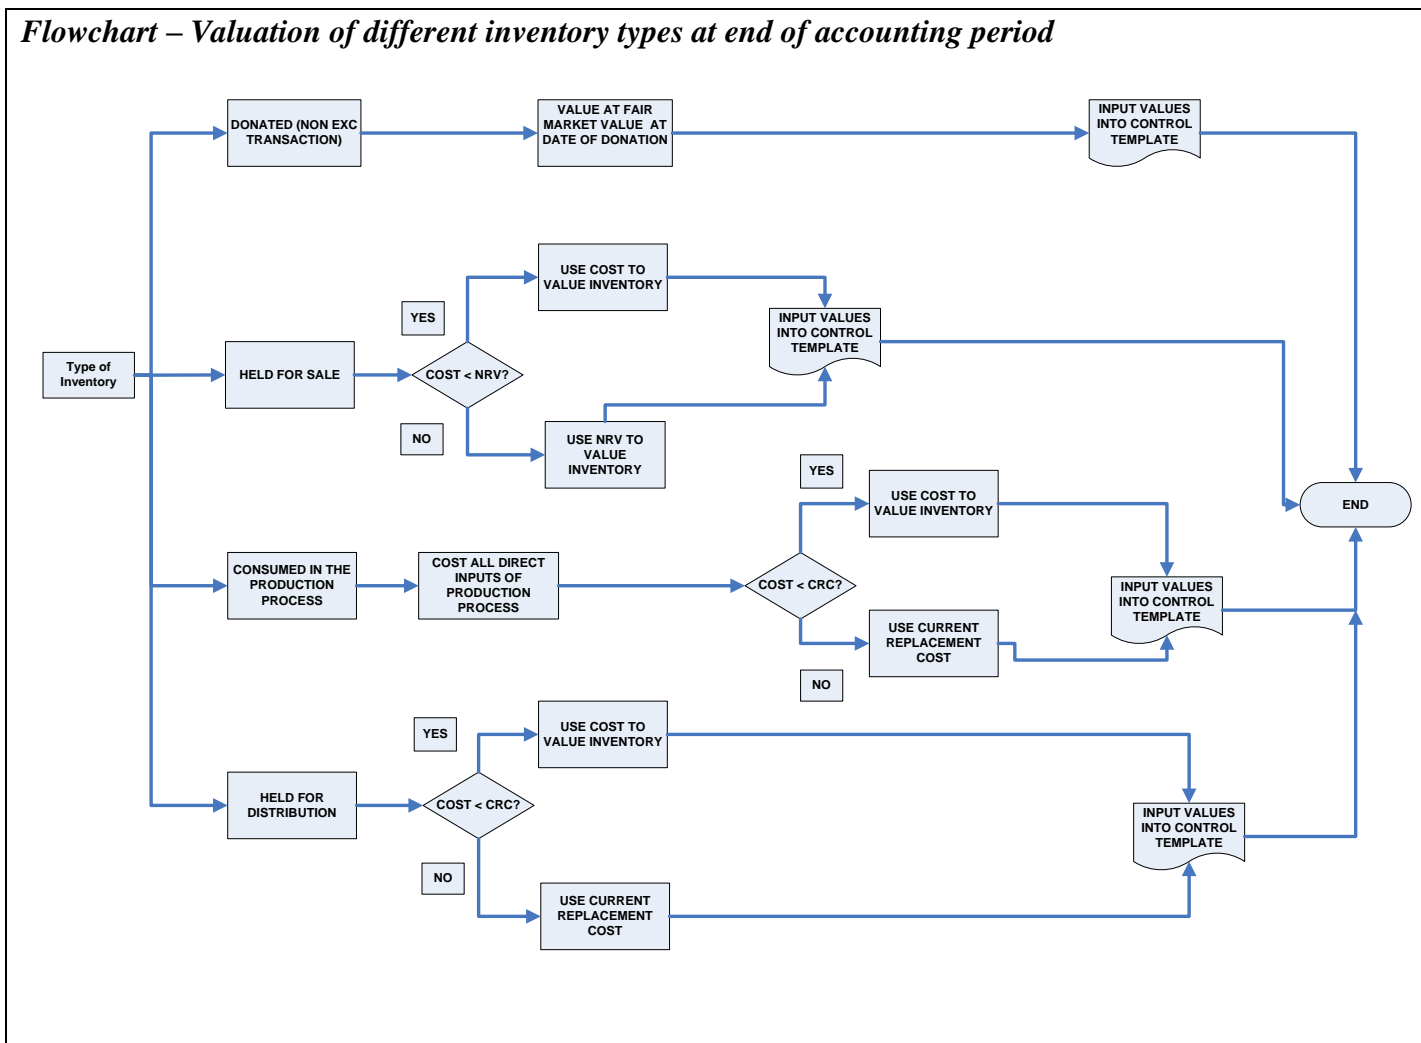 Flowchart – Valuation of different inventory types at end of accounting period
DONATED (NON EXC
TRANSACTION)
VALUE AT FAIR
MARKET VALUE AT
DATE OF DONATION
INPUT VALUES
INTO CONTROL
TEMPLATE
USE COST TO
VALUE INVENTORY
YES
INPUT VALUES
INTO CONTROL
TEMPLATE
Type of
Inventory
HELD FOR SALE
COST < NRV?
NO
USE NRV TO
VALUE
INVENTORY
YES
USE COST TO
VALUE INVENTORY
END
CONSUMED IN THE
PRODUCTION
PROCESS
COST ALL DIRECT
INPUTS OF
PRODUCTION
PROCESS
COST < CRC?
INPUT VALUES
INTO CONTROL
TEMPLATE
USE CURRENT
REPLACEMENT
COST
NO
YES
USE COST TO
VALUE INVENTORY
HELD FOR
DISTRIBUTION
COST < CRC?
INPUT VALUES
INTO CONTROL
TEMPLATE
NO
USE CURRENT
REPLACEMENT
COST